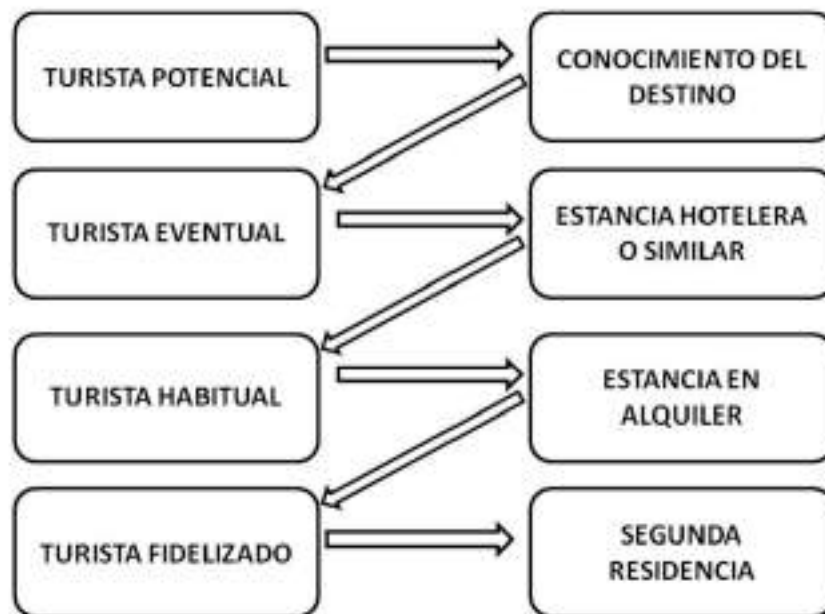 TURISTA POTENCIAL
CONOCIMIENTO DEL
DESTINO
TURISTA EVENTUAL
ESTANCIA HOTELERA
O SIMILAR
TURISTA HABITUAL
ESTANCIA EN
ALQUILER
TURISTA FIDELIZADO
SEGUNDA
RESIDENCIA